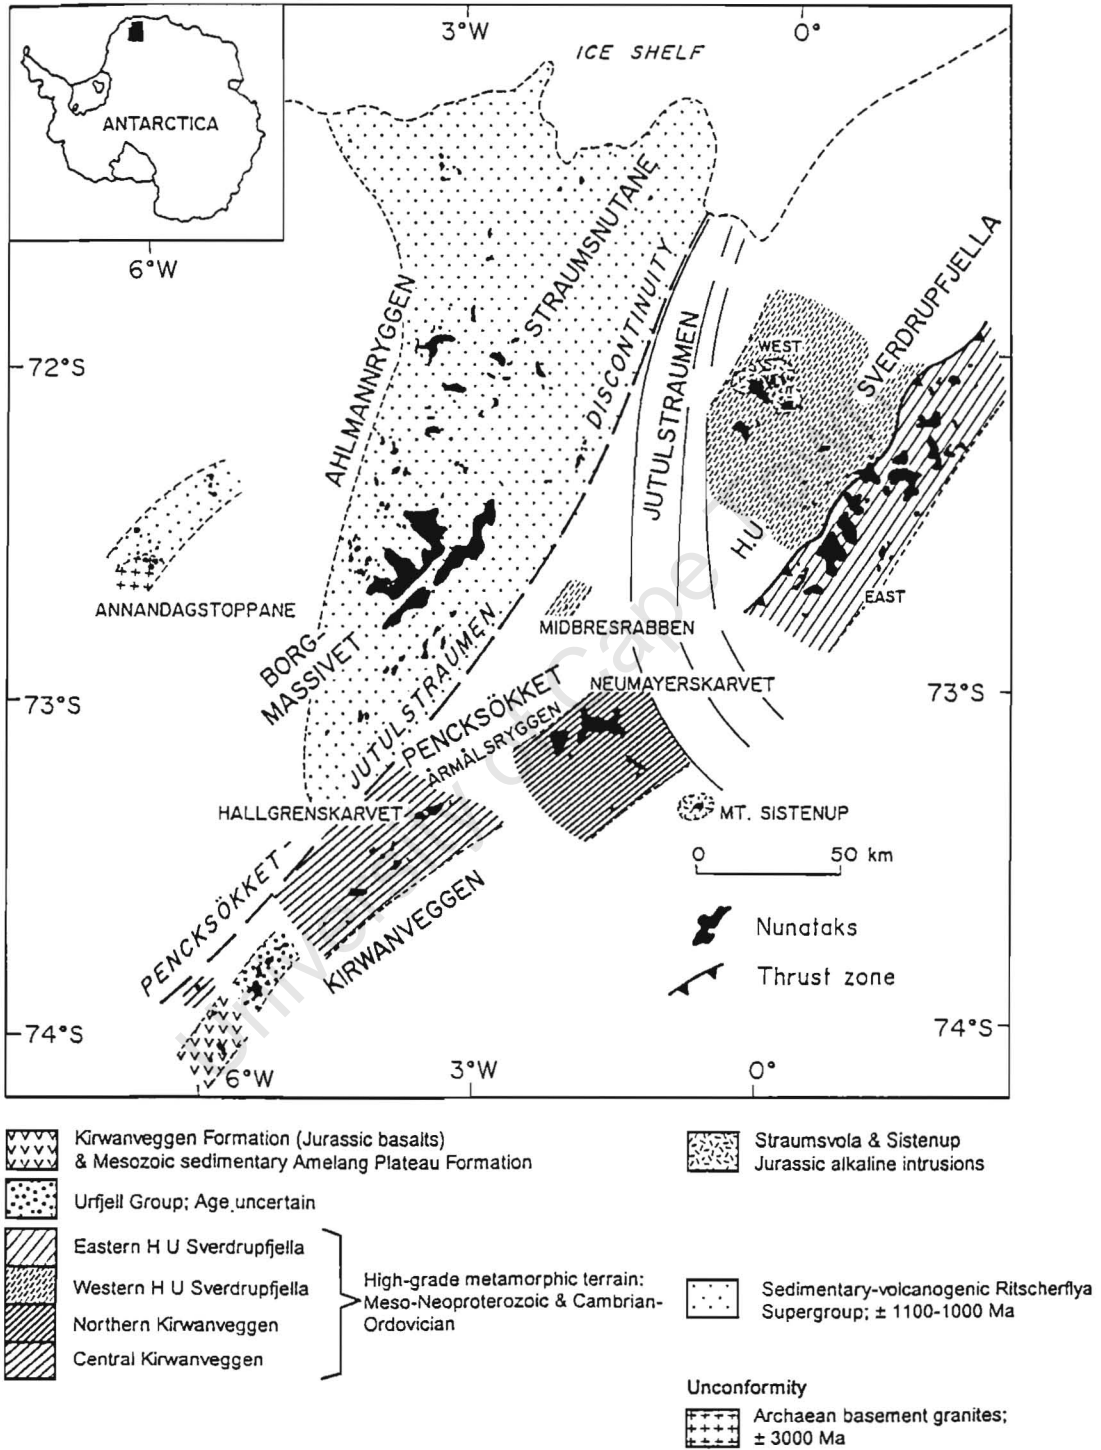 3°W
0°
ICE SHELF
ANTARCTICA
6°W
72°S
AHLMANNRYGGEN
STRAUMSNUTANE
DISCONTINUITY
JUTULSTRAUMEN
WEST
SVERDRUPFJELLA
H.U
EAST
ANNANDAGSTOPPANE
BORG-
MASSIVET
JUTULSTRAUMEN
MIDBRESRABBEN
73°S
73°S
PENCKSÖKKET
NEUMAYERSKARVET
ÅRMÅLSRYGGEN
HALLGRENSKARVET
MT. SISTENUP
0 50 km
PENCKSÖKKET
KIRWANVEGGEN
Nunataks
Thrust zone
74°S
74°S
6°W
3°W
0°
University of Cape T
Kirwanveggen Formation (Jurassic basalts)
& Mesozoic sedimentary Amelang Plateau Formation
Urfjell Group; Age uncertain
Eastern H U Sverdrupfjella
Western H U Sverdrupfjella
Northern Kirwanveggen
Central Kirwanveggen
High-grade metamorphic terrain:
Meso-Neoproterozoic & Cambrian-
Ordovician
Straumsvola & Sistenup
Jurassic alkaline intrusions
Sedimentary-volcanogenic Ritscherflya
Supergroup; ± 1100-1000 Ma
Unconformity
Archaean basement granites;
± 3000 Ma